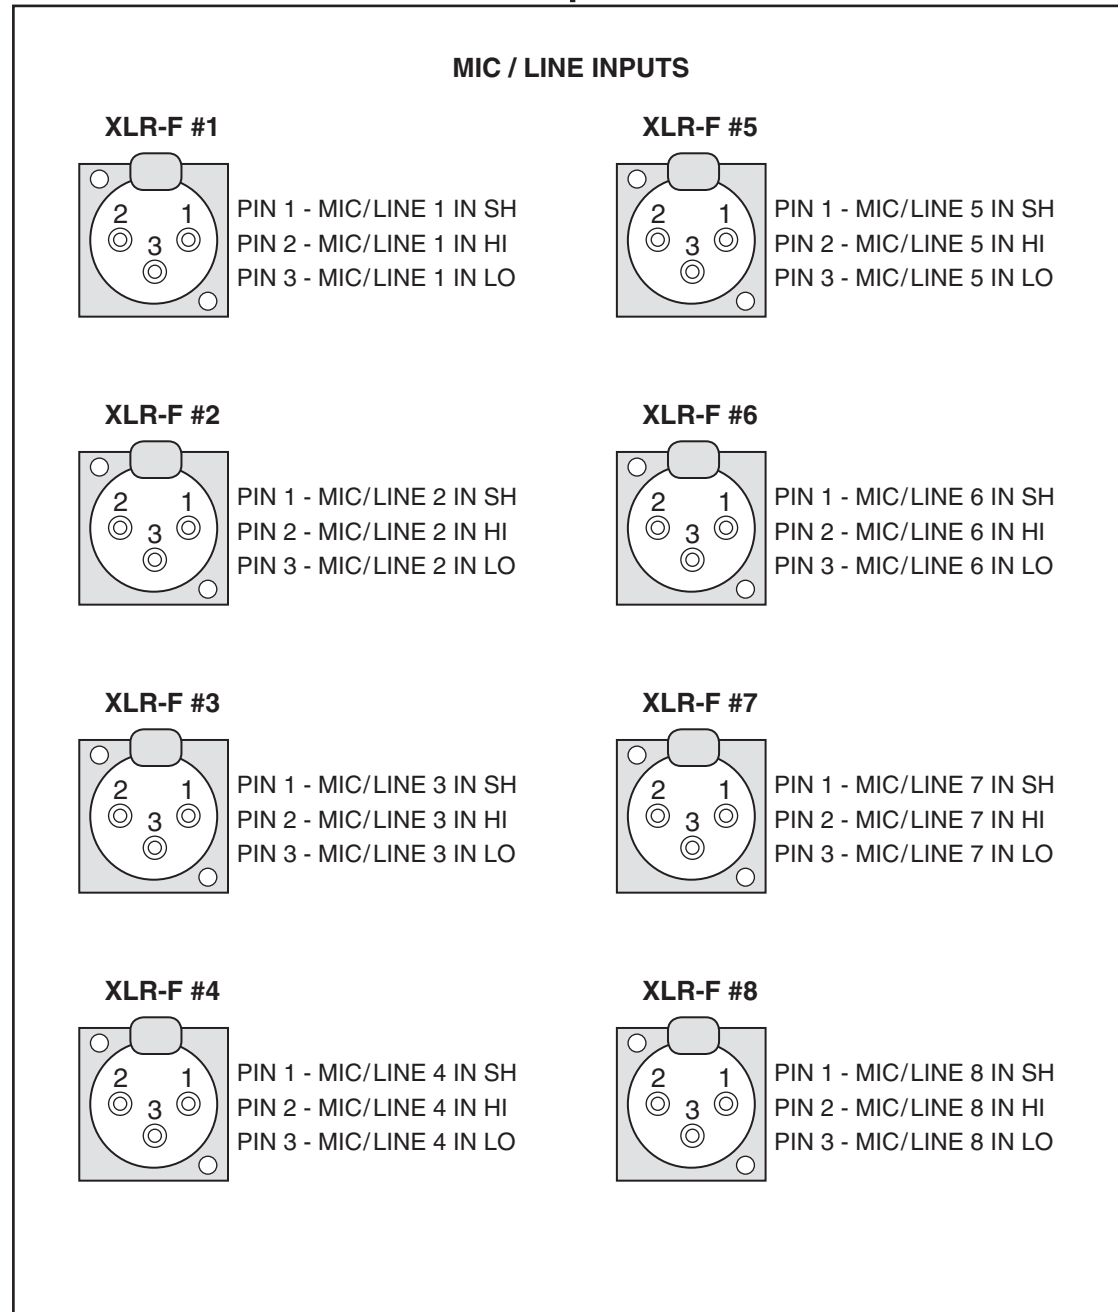 MIC / LINE INPUTS
XLR-F #1
2 1
3
PIN 1 - MIC/LINE 1 IN SH
PIN 2 - MIC/LINE 1 IN HI
PIN 3 - MIC/LINE 1 IN LO
XLR-F #2
2 1
3
PIN 1 - MIC/LINE 2 IN SH
PIN 2 - MIC/LINE 2 IN HI
PIN 3 - MIC/LINE 2 IN LO
XLR-F #3
2 1
3
PIN 1 - MIC/LINE 3 IN SH
PIN 2 - MIC/LINE 3 IN HI
PIN 3 - MIC/LINE 3 IN LO
XLR-F #4
2 1
3
PIN 1 - MIC/LINE 4 IN SH
PIN 2 - MIC/LINE 4 IN HI
PIN 3 - MIC/LINE 4 IN LO
XLR-F #5
2 1
3
PIN 1 - MIC/LINE 5 IN SH
PIN 2 - MIC/LINE 5 IN HI
PIN 3 - MIC/LINE 5 IN LO
XLR-F #6
2 1
3
PIN 1 - MIC/LINE 6 IN SH
PIN 2 - MIC/LINE 6 IN HI
PIN 3 - MIC/LINE 6 IN LO
XLR-F #7
2 1
3
PIN 1 - MIC/LINE 7 IN SH
PIN 2 - MIC/LINE 7 IN HI
PIN 3 - MIC/LINE 7 IN LO
XLR-F #8
2 1
3
PIN 1 - MIC/LINE 8 IN SH
PIN 2 - MIC/LINE 8 IN HI
PIN 3 - MIC/LINE 8 IN LO